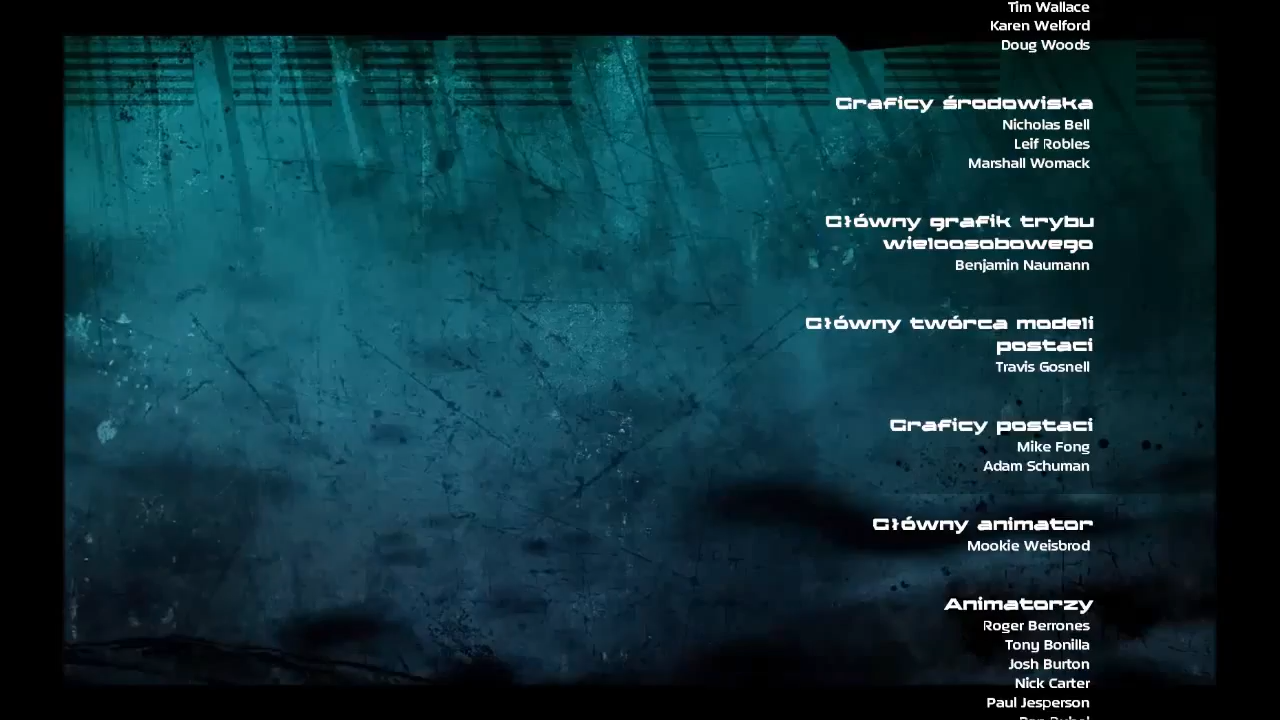 Tim Wallace
Karen Welford
Doug Woods
Graficy środowiska
Nicholas Bell
Leif Robles
Marshall Womack
Główny grafik trybu
wieloosobowego
Benjamin Naumann
Główny twórca modeli
postaci
Travis Gosnell
Graficy postaci
Mike Fong
Adam Schuman
Główny animator
Mookie Weisbrod
Animatorzy
Roger Berrones
Tony Bonilla
Josh Burton
Nick Carter
Paul Jesperson